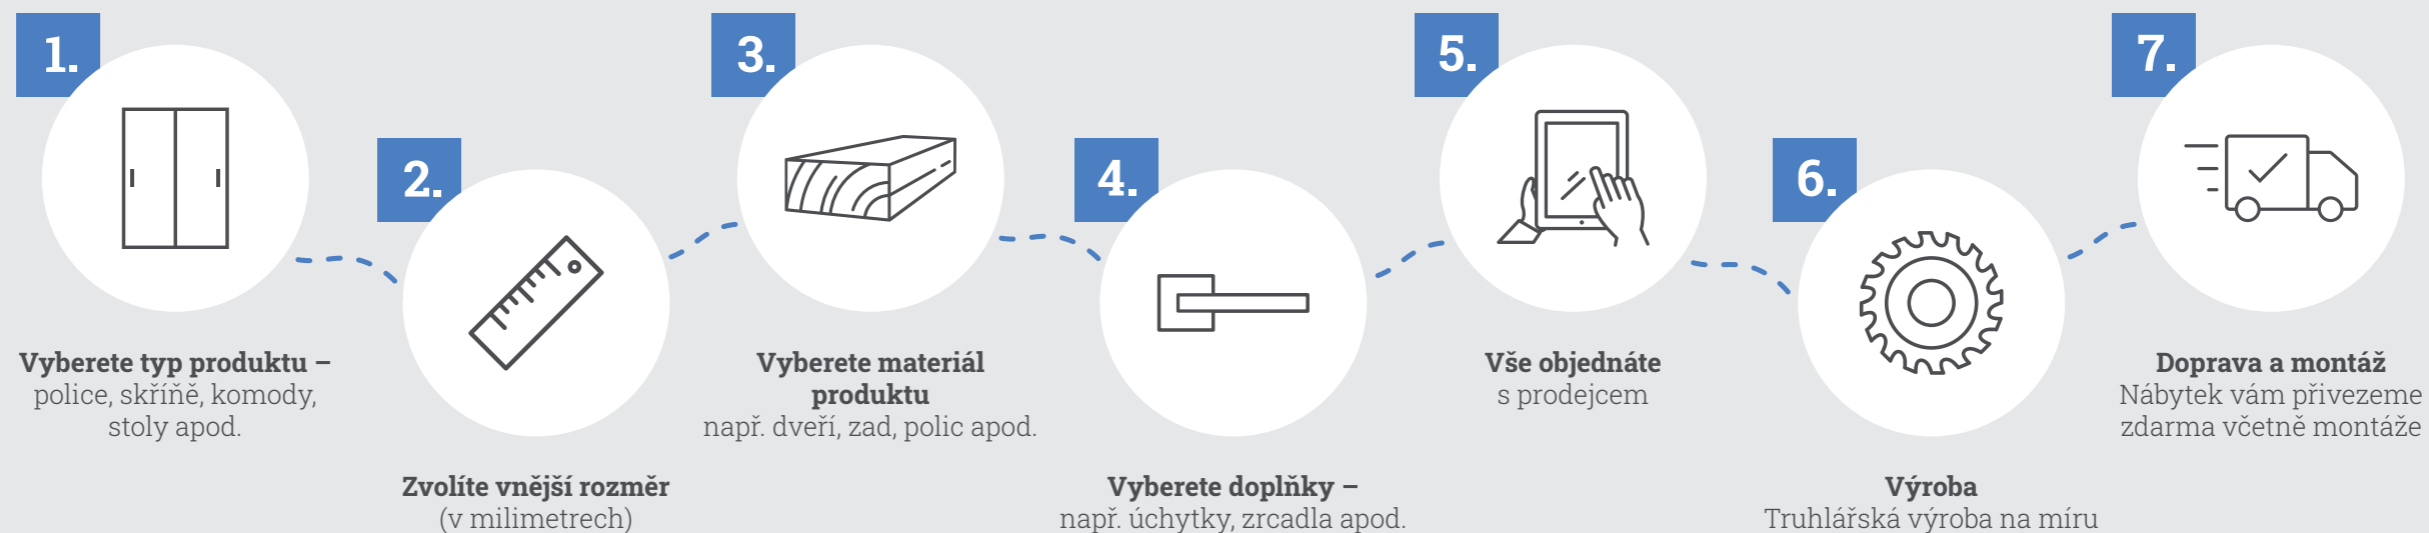 1.
Vyberete typ produktu –
police, skříňě, komody,
stoly apod.
2.
Zvolíte vnější rozměr
(v milimetrech)
3.
Vyberete materiál
produktu
např. dveří, zad, polic apod.
4.
Vyberete doplňky –
např. úchytky, zrcadla apod.
5.
Vše objednáte
s prodejcem
6.
Výroba
Truhlářská výroba na míru
7.
Doprava a montáž
Nábytek vám přivezeme
zdarma včetně montáže